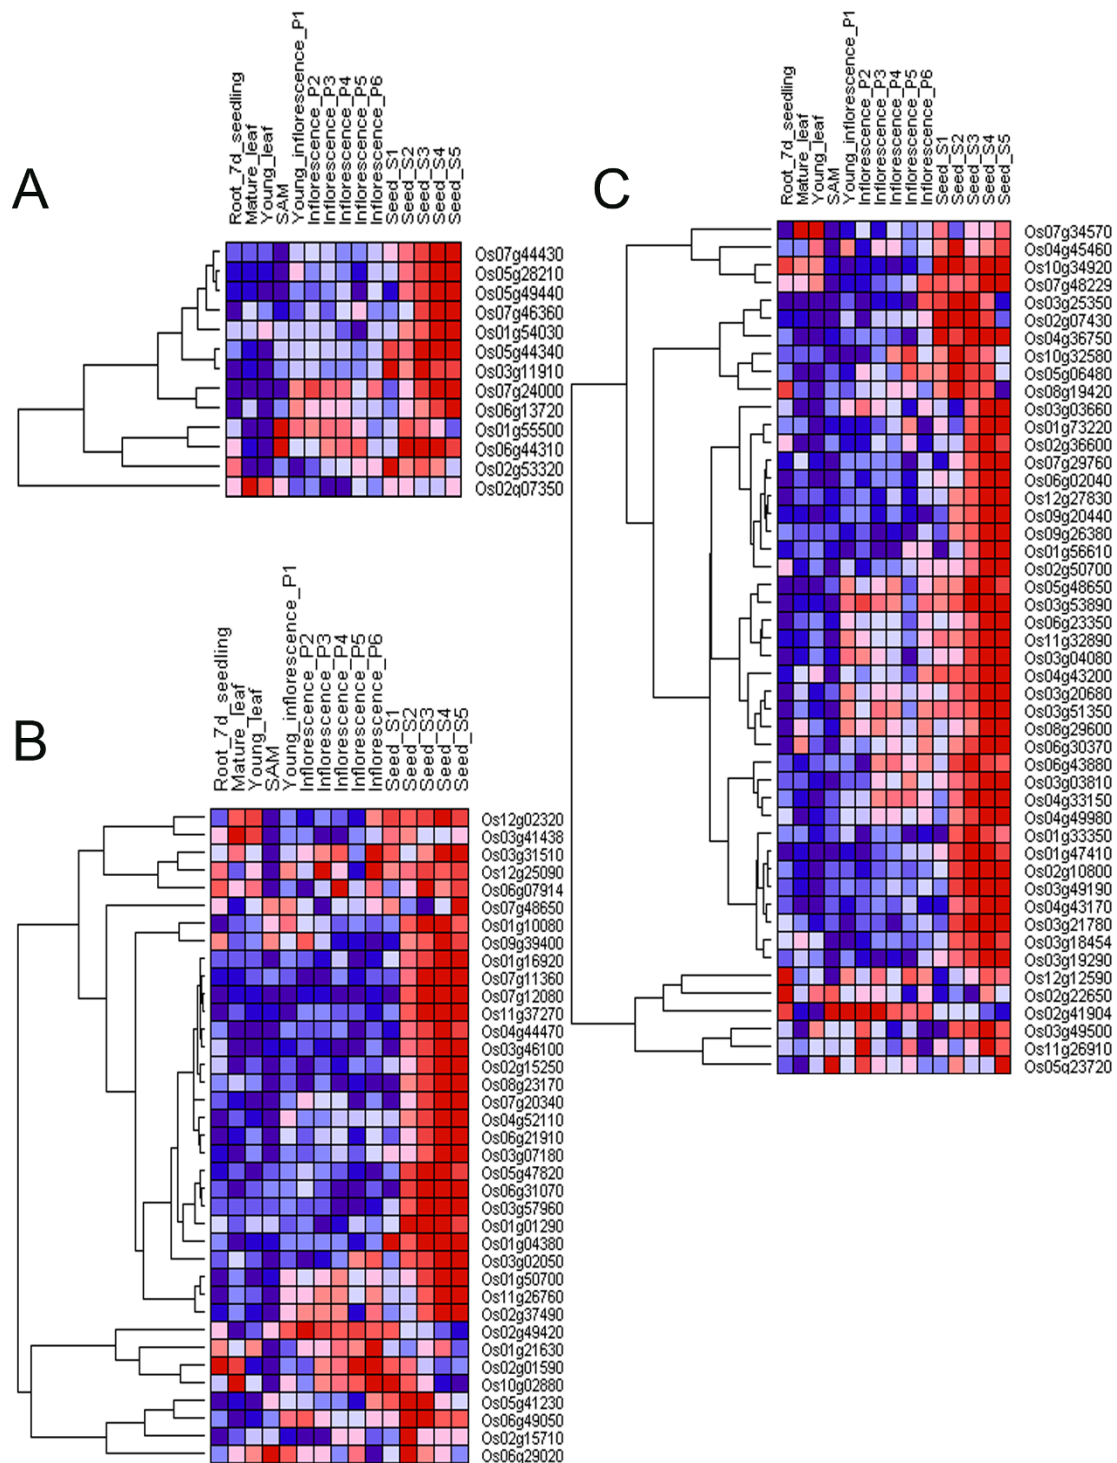 A
Root_7d_seedling
Mature_leaf
Young_leaf
SAM
Young_inflorescence_P1
Inflorescence_P2
Inflorescence_P3
Inflorescence_P4
Inflorescence_P5
Inflorescence_P6
Seed_S1
Seed_S2
Seed_S3
Seed_S4
Seed_S5
Os07g44430
Os05g28210
Os05g49440
Os07g46360
Os01g54030
Os05g44340
Os03g11910
Os07g24000
Os06g13720
Os01g55500
Os06g44310
Os02g53320
Os02g07350
B
Root_7d_seedling
Mature_leaf
Young_leaf
SAM
Young_inflorescence_P1
Inflorescence_P2
Inflorescence_P3
Inflorescence_P4
Inflorescence_P5
Inflorescence_P6
Seed_S1
Seed_S2
Seed_S3
Seed_S4
Seed_S5
Os12g02320
Os03g41438
Os03g31510
Os12g25090
Os06g07914
Os07g48650
Os01g10080
Os09g39400
Os01g16920
Os07g11360
Os07g12080
Os11g37270
Os04g44470
Os03g46100
Os02g15250
Os08g23170
Os07g20340
Os04g52110
Os06g21910
Os03g07180
Os05g47820
Os06g31070
Os03g57960
Os01g01290
Os01g04380
Os03g02050
Os01g50700
Os11g26760
Os02g37490
Os02g49420
Os01g21630
Os02g01590
Os10g02880
Os05g41230
Os06g49050
Os02g15710
Os06g29020
C
Root_7d_seedling
Mature_leaf
Young_leaf
SAM
Young_inflorescence_P1
Inflorescence_P2
Inflorescence_P3
Inflorescence_P4
Inflorescence_P5
Inflorescence_P6
Seed_S1
Seed_S2
Seed_S3
Seed_S4
Seed_S5
Os07g34570
Os04g45460
Os10g34920
Os07g48229
Os03g25350
Os02g07430
Os04g36750
Os10g32580
Os05g06480
Os08g19420
Os03g03660
Os01g73220
Os02g36600
Os07g29760
Os06g02040
Os12g27830
Os09g20440
Os09g26380
Os01g56610
Os02g50700
Os05g48650
Os03g53890
Os06g23350
Os11g32890
Os03g04080
Os04g43200
Os03g20680
Os03g51350
Os08g29600
Os06g30370
Os06g43880
Os03g03810
Os04g33150
Os04g49980
Os01g33350
Os01g47410
Os02g10800
Os03g49190
Os04g43170
Os03g21780
Os03g18454
Os03g19290
Os12g12590
Os02g22650
Os02g41904
Os03g49500
Os11g26910
Os05g23720